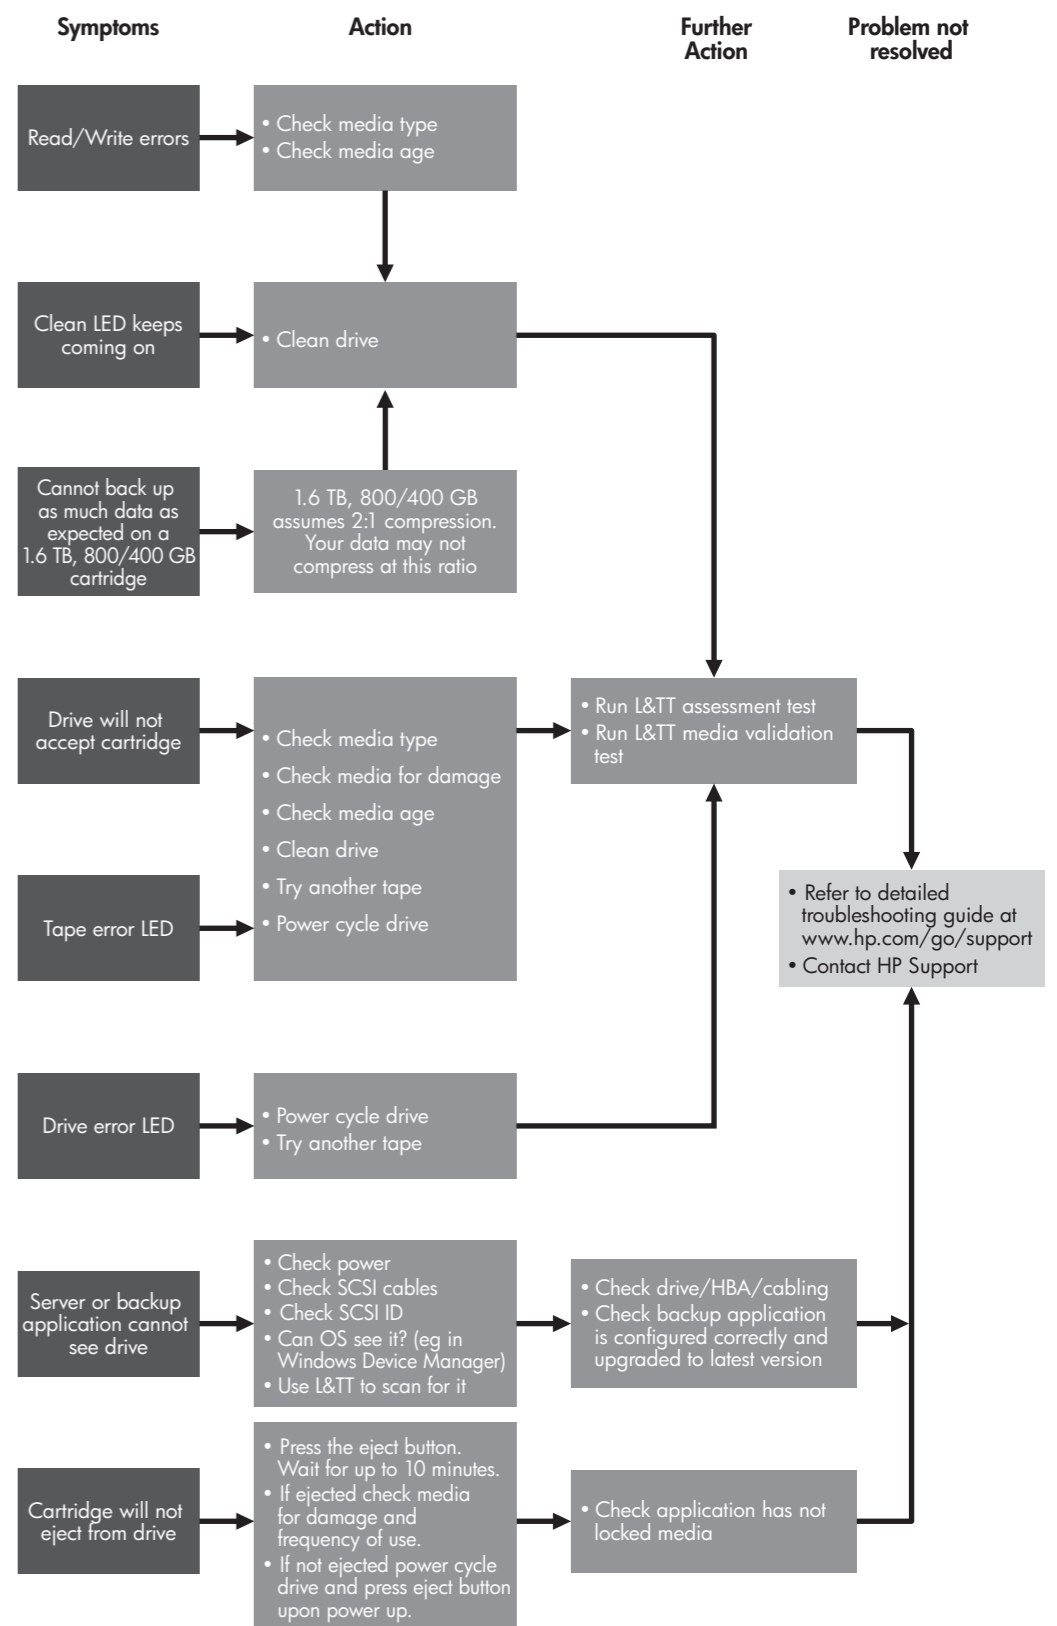 Symptoms
Action
Further
Action
Problem not
resolved
Read/Write errors
• Check media type
• Check media age
Clean LED keeps
coming on
• Clean drive
Cannot back up
as much data as
expected on a
1.6 TB, 800/400 GB
cartridge
1.6 TB, 800/400 GB
assumes 2:1 compression.
Your data may not
compress at this ratio
Drive will not
accept cartridge
Tape error LED
• Check media type
• Check media for damage
• Check media age
• Clean drive
• Try another tape
• Power cycle drive
• Run L&TT assessment test
• Run L&TT media validation
test
• Refer to detailed
troubleshooting guide at
www.hp.com/go/support
• Contact HP Support
Drive error LED
• Power cycle drive
• Try another tape
Server or backup
application cannot
see drive
• Check power
• Check SCSI cables
• Check SCSI ID
• Can OS see it? (eg in
Windows Device Manager)
• Use L&TT to scan for it
• Check drive/HBA/cabling
• Check backup application
is configured correctly and
upgraded to latest version
Cartridge will not
eject from drive
• Press the eject button.
Wait for up to 10 minutes.
• If ejected check media
for damage and
frequency of use.
• If not ejected power cycle
drive and press eject button
upon power up.
• Check application has not
locked media